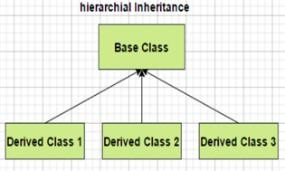 hierarchial Inheritance
Base Class
Derived Class 1
Derived Class 2
Derived Class 3